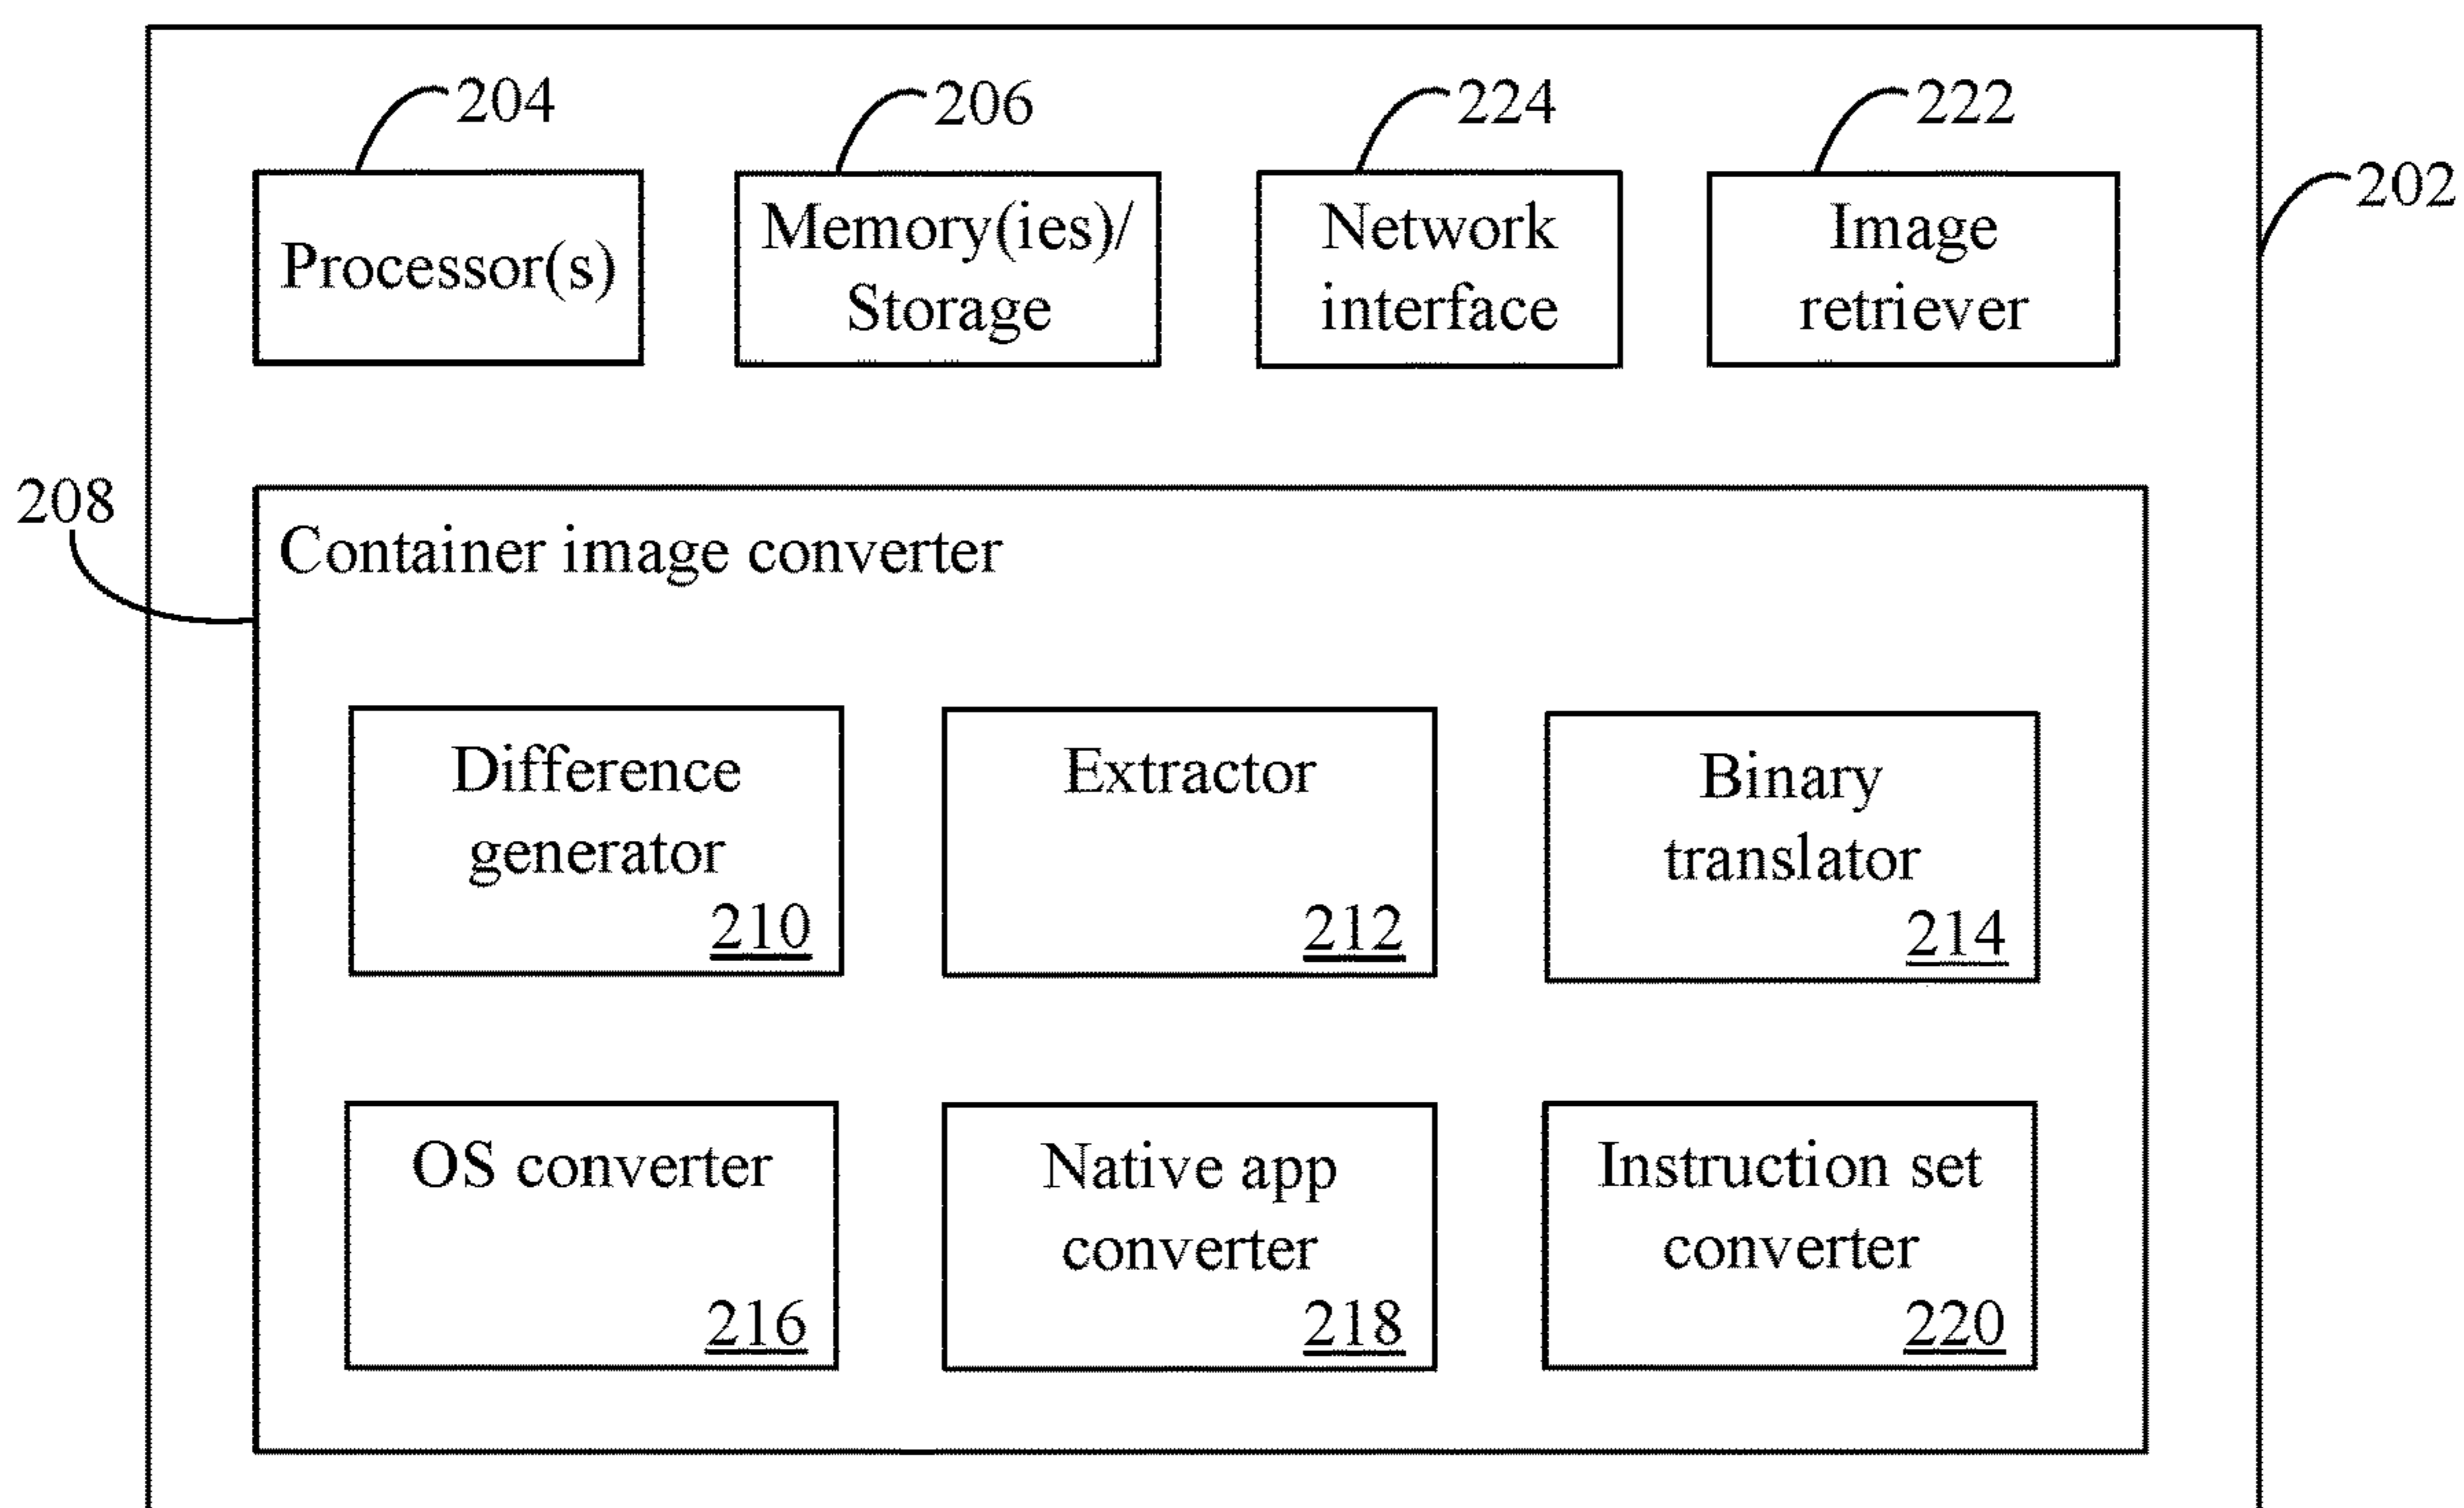 204
206
224
222
202
Processor(s)
Memory(ies)/
Storage
Network
interface
Image
retriever
208
Container image converter
Difference
generator
210
Extractor
212
Binary
translator
214
OS converter
216
Native app
converter
218
Instruction set
converter
220